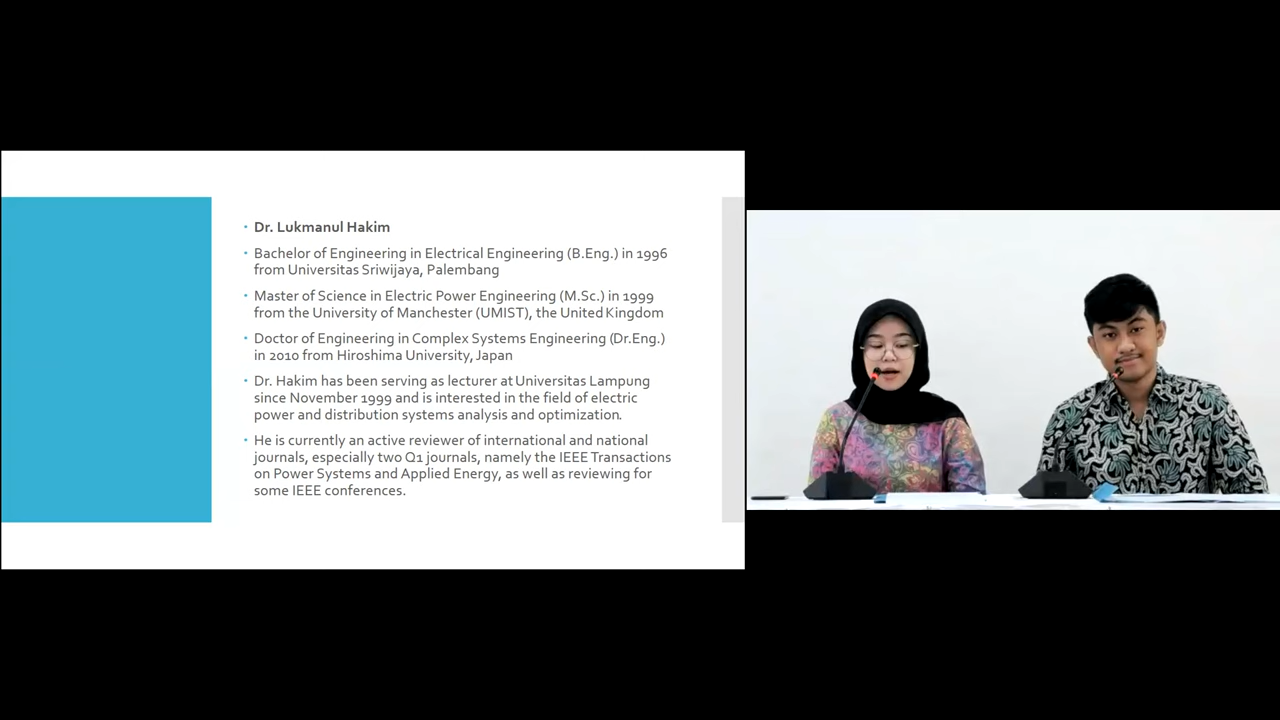 Dr. Lukmanul Hakim
Bachelor of Engineering in Electrical Engineering (B.Eng.) in 1996
from Universitas Sriwijaya, Palembang
Master of Science in Electric Power Engineering (M.Sc.) in 1999
from the University of Manchester (UMIST), the United Kingdom
Doctor of Engineering in Complex Systems Engineering (Dr.Eng.)
in 2010 from Hiroshima University, Japan
Dr. Hakim has been serving as lecturer at Universitas Lampung
since November 1999 and is interested in the field of electric
power and distribution systems analysis and optimization.
He is currently an active reviewer of international and national
journals, especially two Q1 journals, namely the IEEE Transactions
on Power Systems and Applied Energy, as well as reviewing for
some IEEE conferences.